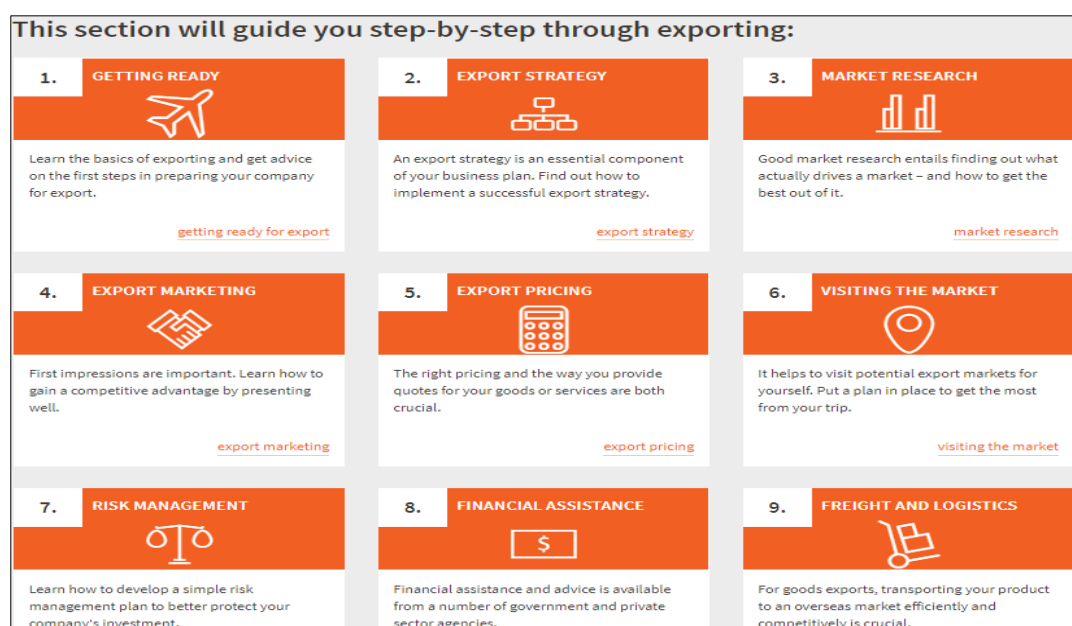 This section will guide you step-by-step through exporting:
1. GETTING READY
Learn the basics of exporting and get advice
on the first steps in preparing your company
for export.
getting ready for export
2. EXPORT STRATEGY
An export strategy is an essential component
of your business plan. Find out how to
implement a successful export strategy.
export strategy
3. MARKET RESEARCH
Good market research entails finding out what
actually drives a market – and how to get the
best out of it.
market research
4. EXPORT MARKETING
First impressions are important. Learn how to
gain a competitive advantage by presenting
well.
export marketing
5. EXPORT PRICING
The right pricing and the way you provide
quotes for your goods or services are both
crucial.
export pricing
6. VISITING THE MARKET
It helps to visit potential export markets for
yourself. Put a plan in place to get the most
from your trip.
visiting the market
7. RISK MANAGEMENT
Learn how to develop a simple risk
management plan to better protect your
company's investment.
8. FINANCIAL ASSISTANCE
$
Financial assistance and advice is available
from a number of government and private
sector agencies.
9. FREIGHT AND LOGISTICS
For goods exports, transporting your product
to an overseas market efficiently and
competitively is crucial.